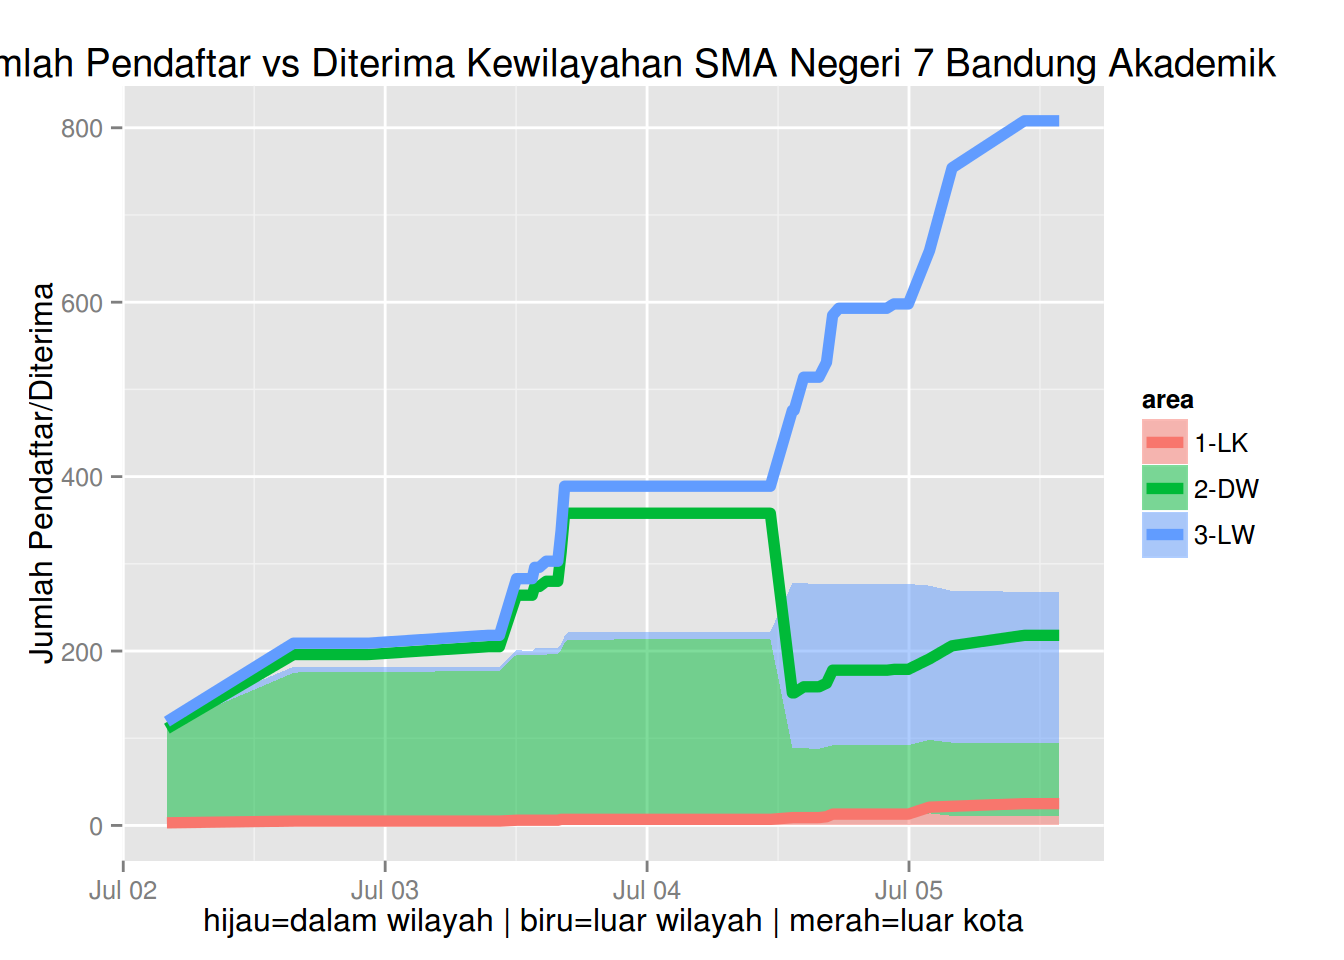 mlah Pendaftar vs Diterima Kewilayahan SMA Negeri 7 Bandung Akademik
Jumlah Pendaftar/Diterima
800
600
400
200
0
Jul 02
Jul 03
Jul 04
Jul 05
hijau=dalam wilayah | biru=luar wilayah | merah=luar kota
area
1-LK
2-DW
3-LW